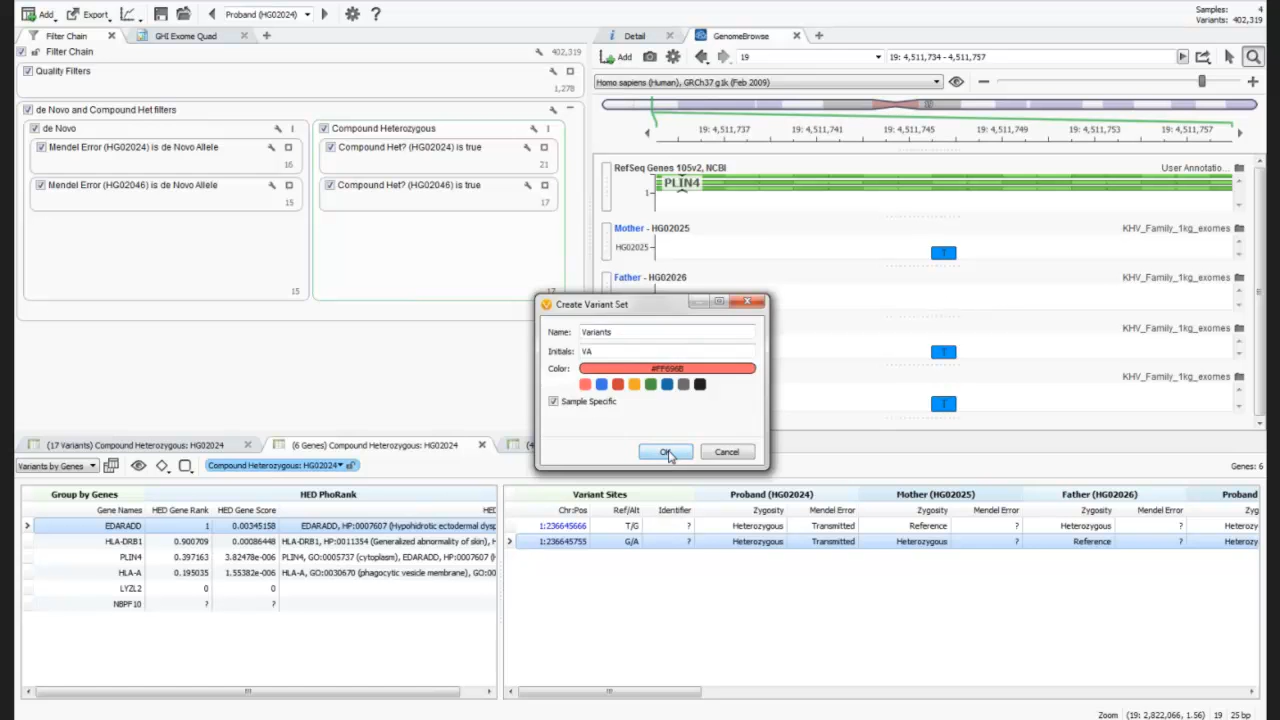 Add Export Proband (HG02024)
Samples: 4
Variants: 402,319
Filter Chain GHI Exome Quad
Filter Chain 402,319
Quality Filters
1,278
de Novo and Compound Het filters
de Novo
Mendel Error (HG02024) is de Novo Allele
16
Mendel Error (HG02046) is de Novo Allele
15
15
Compound Heterozygous
Compound Het? (HG02024) is true
21
Compound Het? (HG02046) is true
17
17
Detail GenomeBrowse
Add 19 19: 4,511,734 - 4,511,757
Homo sapiens (Human), GRCh37 g1k (Feb 2009)
19: 4,511,737 19: 4,511,741 19: 4,511,745 19: 4,511,749 19: 4,511,753 19: 4,511,757
RefSeq Genes 105v2, NCBI User Annotatio...
PLIN4
1
Mother - HG02025 KHV_Family_1kg_exomes
HG02025 T
Father - HG02026 KHV_Family_1kg_exomes
KHV_Family_1kg_exomes
T
KHV_Family_1kg_exomes
T
Create Variant Set
Name: Variants
Initials: VA
Color: #FF696B
Sample Specific
OK Cancel
(17 Variants) Compound Heterozygous: HG02024 (6 Genes) Compound Heterozygous: HG02024 (4
Variants by Genes Compound Heterozygous: HG02024 Genes: 6
Group by Genes HED PhoRank
Gene Names HED Gene Rank HED Gene Score HED
EDARADD 1 0.00345158 EDARADD, HP:0007607 (Hypohidrotic ectodermal dysp
HLA-DRB1 0.900709 0.00086448 HLA-DRB1, HP:0011354 (Generalized abnormality of skin), H
PLIN4 0.397163 3.82478e-006 PLIN4, GO:0005737 (cytoplasm), EDARADD, HP:0007607 (H
HLA-A 0.195035 1.55382e-006 HLA-A, GO:0030670 (phagocytic vesicle membrane), GO:00
LYZL2 0 0
NBPF10 ? ?
Variant Sites Proband (HG02024) Mother (HG02025) Father (HG02026) Proband
Chr:Pos Ref/Alt Identifier Zygosity Mendel Error Zygosity Mendel Error Zygosity Mendel Error Zyg
1:236645666 T/G ? Heterozygous Transmitted Reference ? Heterozygous ? Heterozy
1:236645755 G/A ? Heterozygous Transmitted Heterozygous ? Reference ? Heterozy
Zoom (19: 2,822,066, 1.56) 19 25 bp